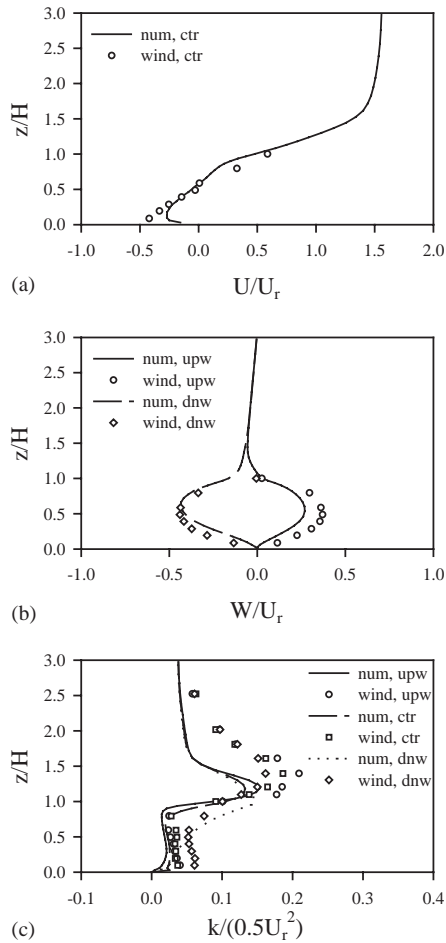 3.0
num, ctr
wind, ctr
2.5
2.0
z/H
1.5
1.0
0.5
0.0
-1.0 -0.5 0.0 0.5 1.0 1.5 2.0
(a) U/Ur
3.0
num, upw
wind, upw
num, dnw
wind, dnw
2.5
2.0
z/H
1.5
1.0
0.5
0.0
-1.0 -0.5 0.0 0.5 1.0
(b) W/Ur
3.0
num, upw
wind, upw
num, ctr
wind, ctr
num, dnw
wind, dnw
2.5
2.0
z/H
1.5
1.0
0.5
0.0
-0.1 0.0 0.1 0.2 0.3 0.4
(c) k/(0.5Ur²)